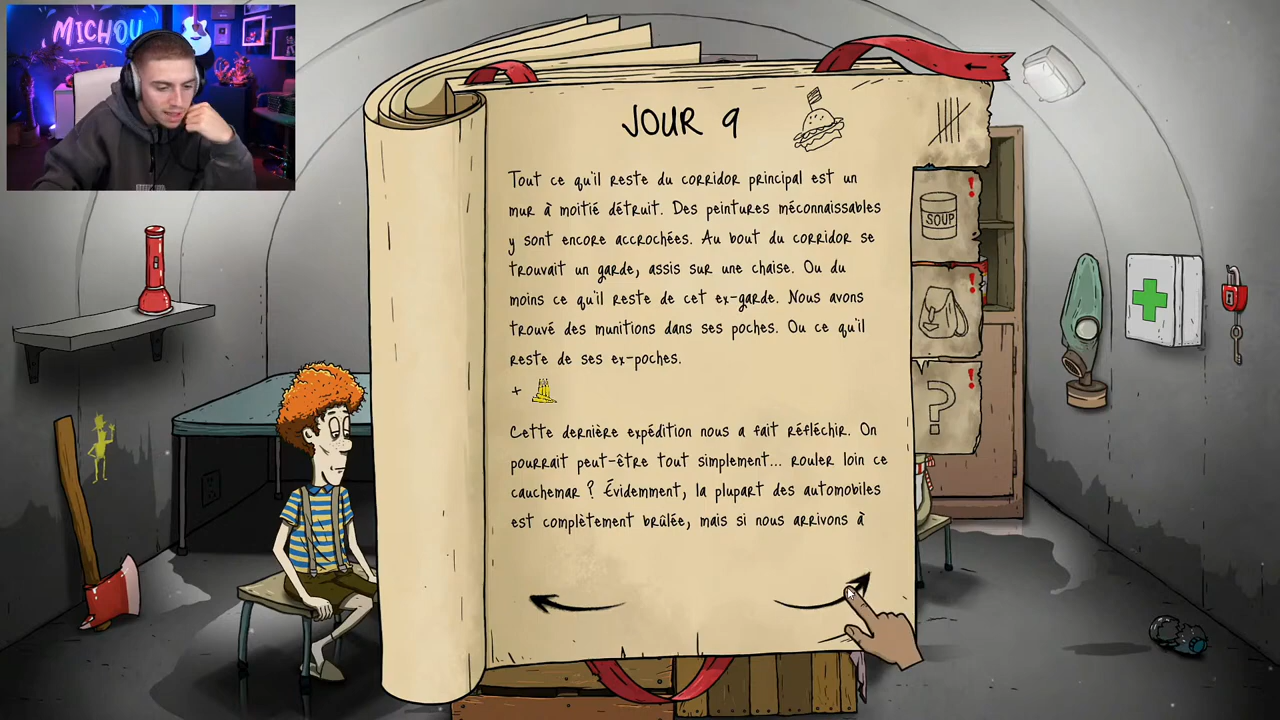 MICHOU
JOUR 9
Tout ce qu'il reste du corridor principal est un
mur à moitié détruit. Des peintures méconnaissables
y sont encore accrochées. Au bout du corridor se
trouvait un garde, assis sur une chaise. Ou du
moins ce qu'il reste de cet ex-garde. Nous avons
trouvé des munitions dans ses poches. Ou ce qu'il
reste de ses ex-poches.
+
Cette dernière expédition nous a fait réfléchir. On
pourrait peut-être tout simplement... rouler loin ce
cauchemar ? Évidemment, la plupart des automobiles
est complètement brûlée, mais si nous arrivons à
!
SOUP
!
!
?